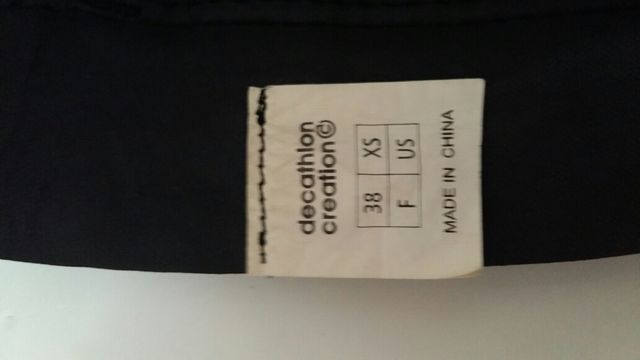 decathlon
creation©
38 XS
F US
MADE IN CHINA